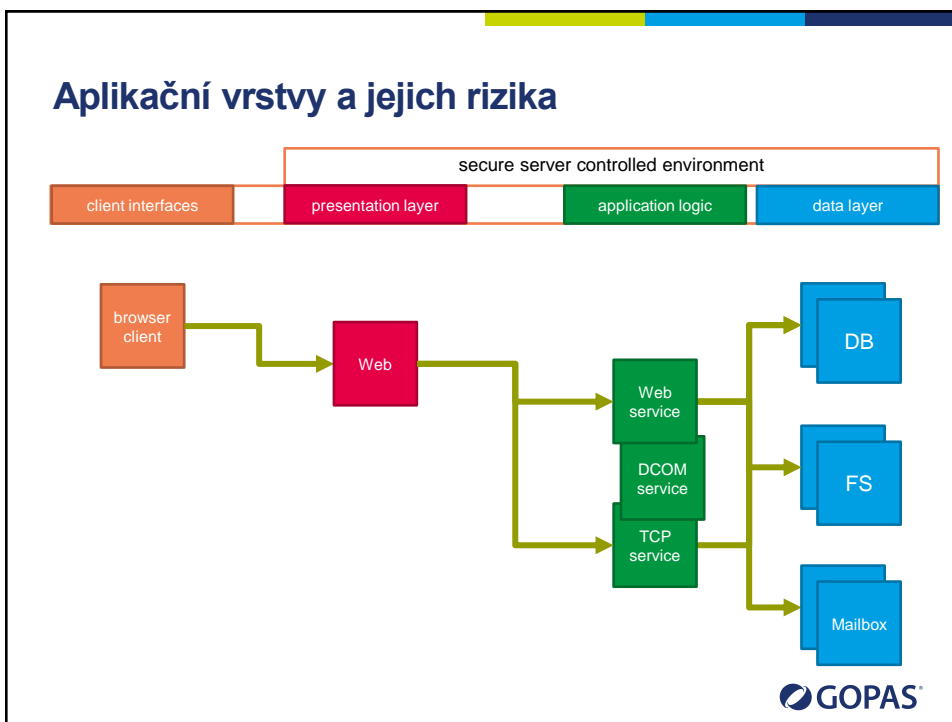 Aplikační vrstvy a jejich rizika
secure server controlled environment
client interfaces
presentation layer
application logic
data layer
browser
client
Web
Web
service
DCOM
service
TCP
service
DB
FS
Mailbox
GOPAS®